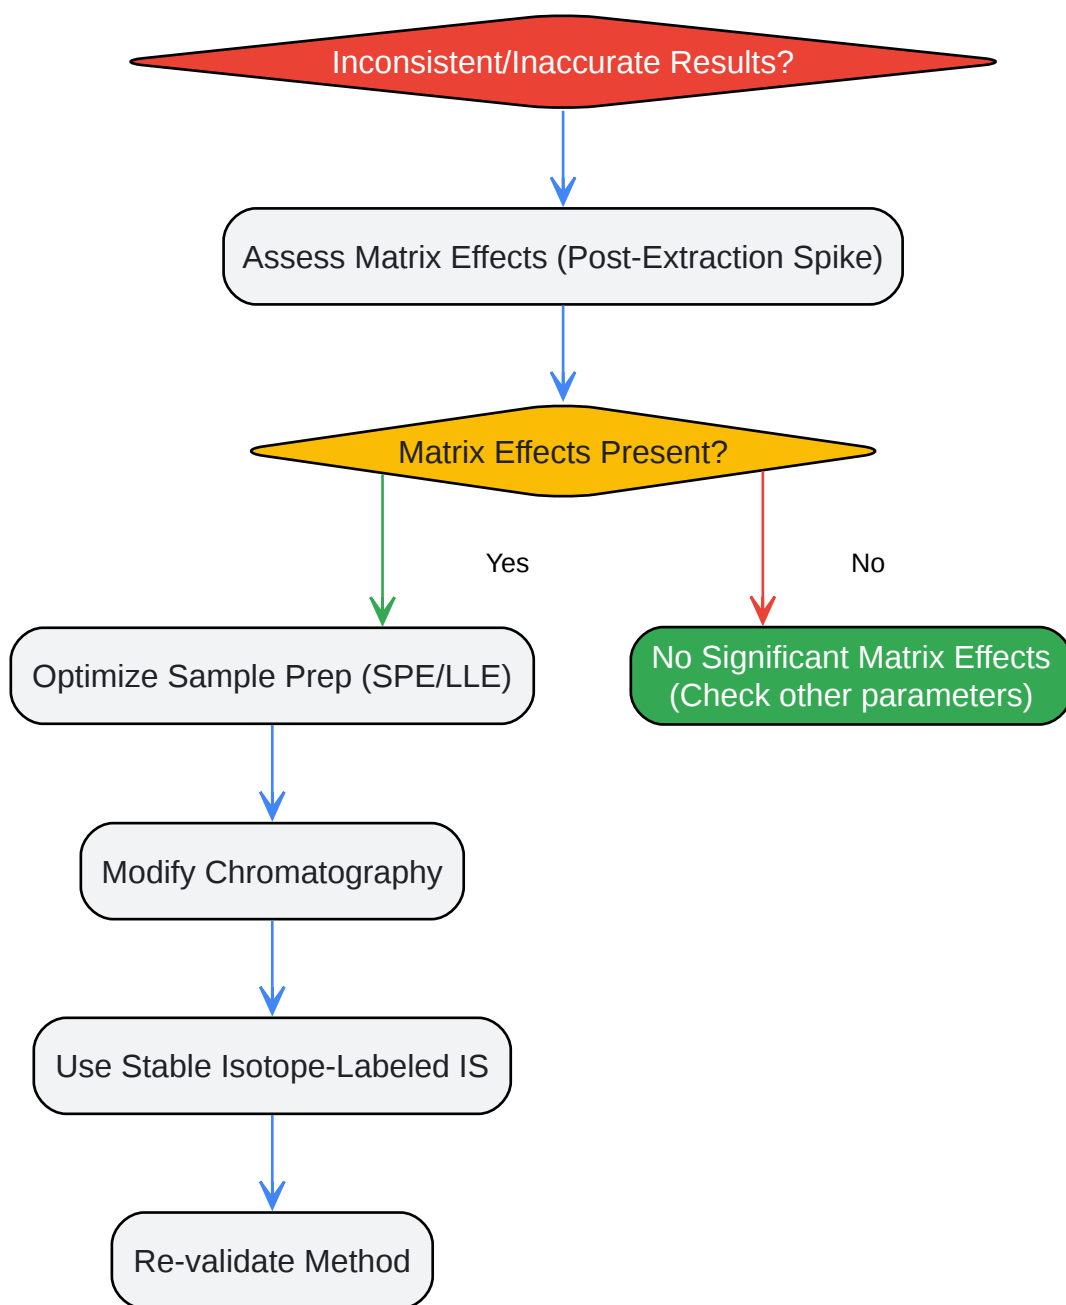 Inconsistent/Inaccurate Results?
Assess Matrix Effects (Post-Extraction Spike)
Matrix Effects Present?
Yes
No
Optimize Sample Prep (SPE/LLE)
No Significant Matrix Effects
(Check other parameters)
Modify Chromatography
Use Stable Isotope-Labeled IS
Re-validate Method